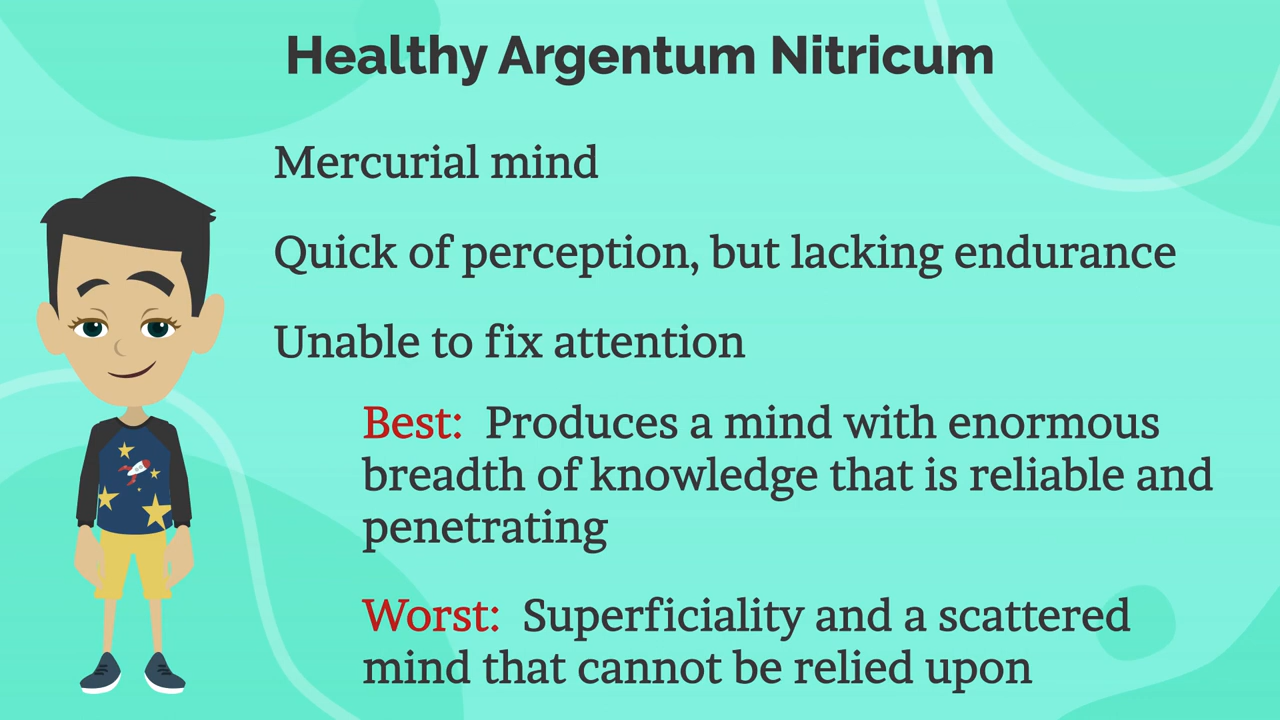 Healthy Argentum Nitricum
Mercurial mind
Quick of perception, but lacking endurance
Unable to fix attention
Best: Produces a mind with enormous
breadth of knowledge that is reliable and
penetrating
Worst: Superficiality and a scattered
mind that cannot be relied upon